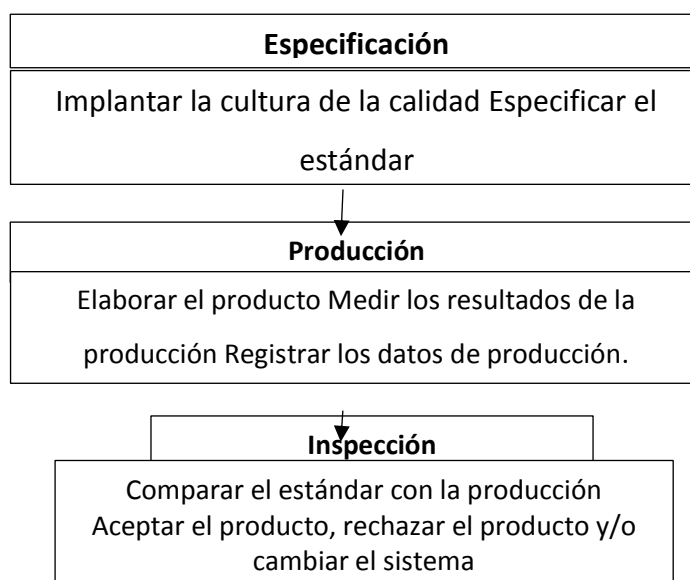 Especificación
Implantar la cultura de la calidad Especificar el
estándar
Producción
Elaborar el producto Medir los resultados de la
producción Registrar los datos de producción.
Inspección
Comparar el estándar con la producción
Aceptar el producto, rechazar el producto y/o
cambiar el sistema